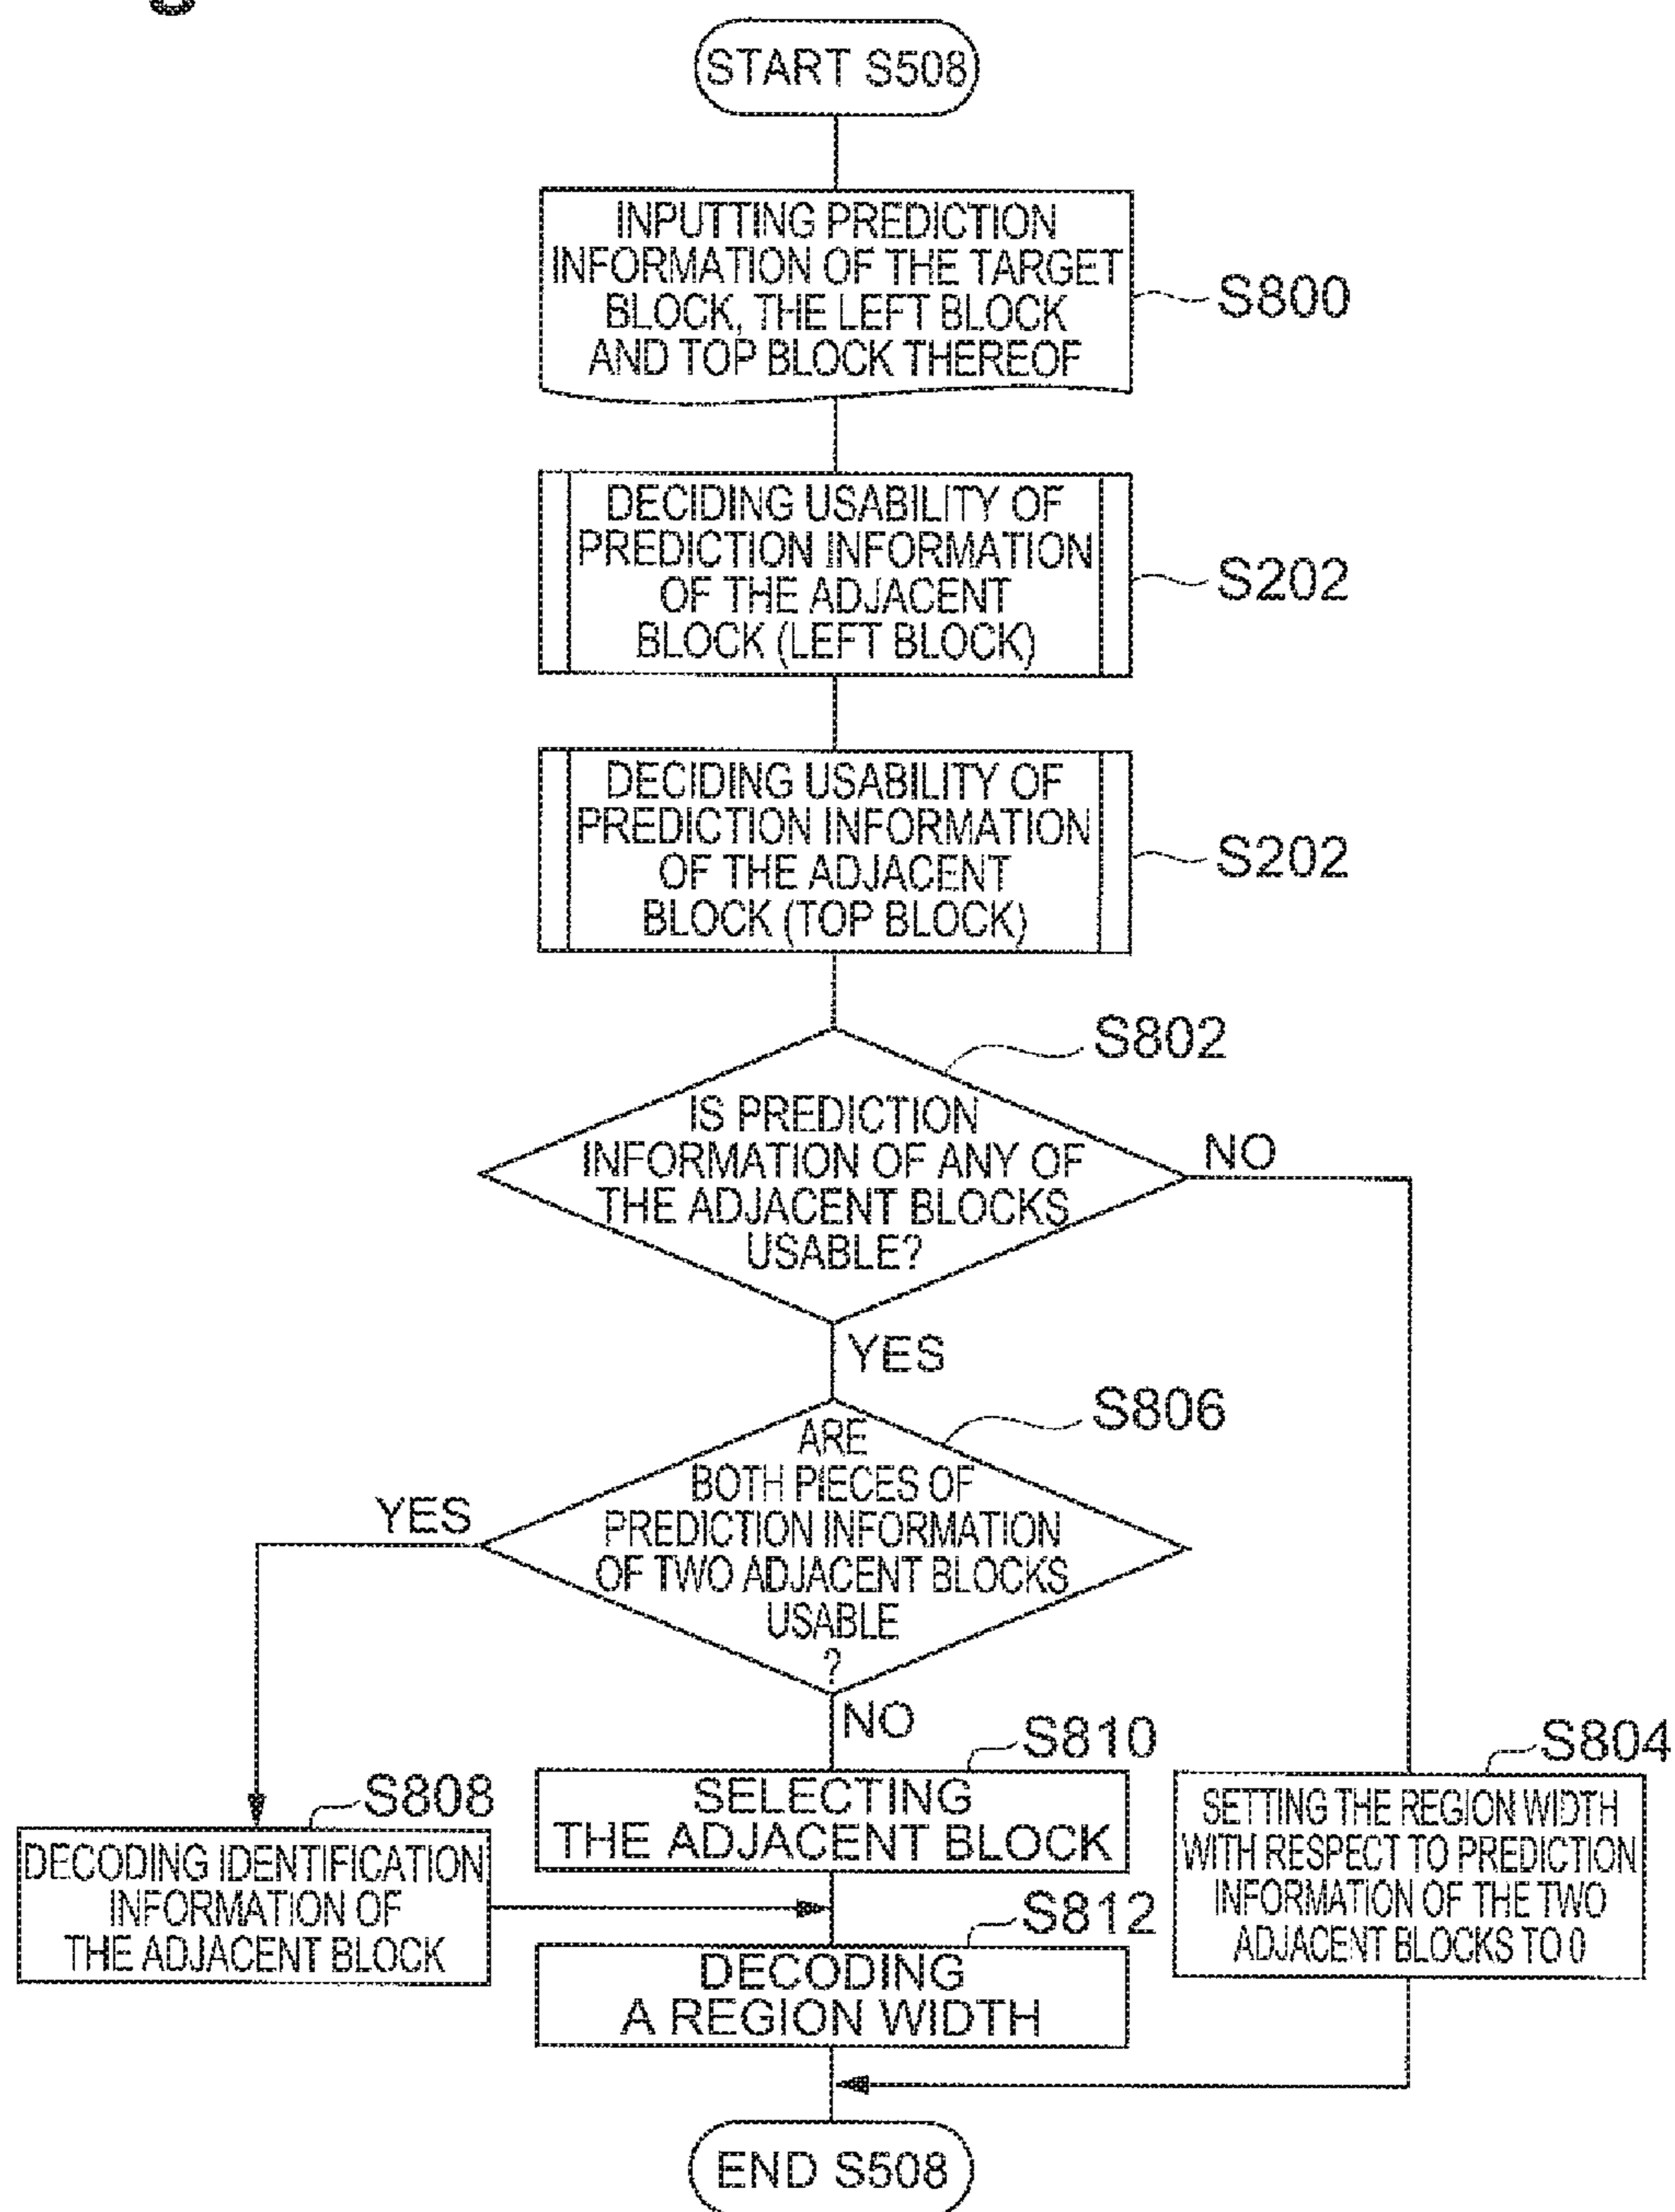 START S508
INPUTTING PREDICTION
INFORMATION OF THE TARGET
BLOCK, THE LEFT BLOCK
AND TOP BLOCK THEREOF
S800
DECIDING USABILITY OF
PREDICTION INFORMATION
OF THE ADJACENT
BLOCK (LEFT BLOCK)
S202
DECIDING USABILITY OF
PREDICTION INFORMATION
OF THE ADJACENT
BLOCK (TOP BLOCK)
S202
S802
IS PREDICTION
INFORMATION OF ANY OF
THE ADJACENT BLOCKS
USABLE?
NO
YES
S806
ARE
BOTH PIECES OF
PREDICTION INFORMATION
OF TWO ADJACENT BLOCKS
USABLE
?
YES
NO
S810
SELECTING
THE ADJACENT BLOCK
S804
SETTING THE REGION WIDTH
WITH RESPECT TO PREDICTION
INFORMATION OF THE TWO
ADJACENT BLOCKS TO 0
S808
DECODING IDENTIFICATION
INFORMATION OF
THE ADJACENT BLOCK
S812
DECODING
A REGION WIDTH
END S508